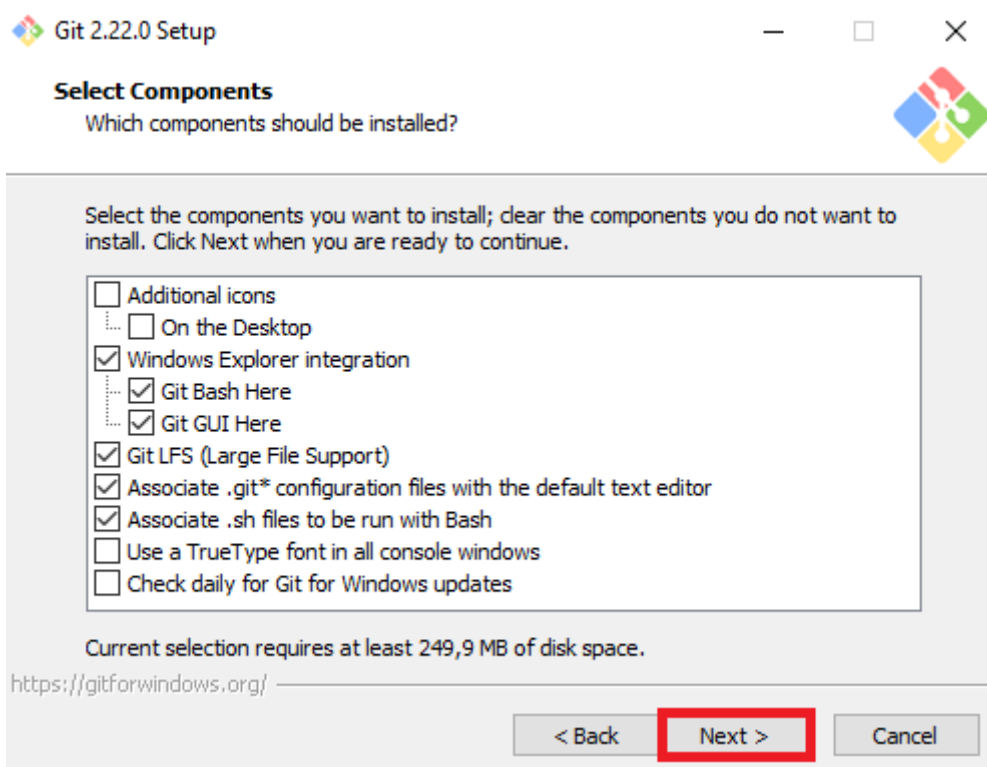 Git 2.22.0 Setup
Select Components
Which components should be installed?
Select the components you want to install; clear the components you do not want to
install. Click Next when you are ready to continue.
Additional icons
On the Desktop
Windows Explorer integration
Git Bash Here
Git GUI Here
Git LFS (Large File Support)
Associate .git* configuration files with the default text editor
Associate .sh files to be run with Bash
Use a TrueType font in all console windows
Check daily for Git for Windows updates
Current selection requires at least 249,9 MB of disk space.
https://gitforwindows.org/
< Back Next > Cancel